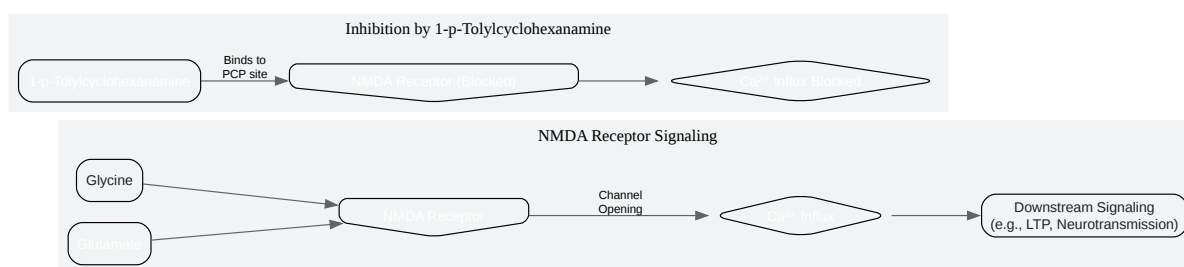 Inhibition by 1-p-Tolylcyclohexanamine
1-p-Tolylcyclohexanamine
Binds to
PCP site
NMDA Receptor (Blocked)
Ca²⁺ Influx Blocked
NMDA Receptor Signaling
Glycine
Glutamate
NMDA Receptor
Channel
Opening
Ca²⁺ Influx
Downstream Signaling
(e.g., LTP, Neurotransmission)